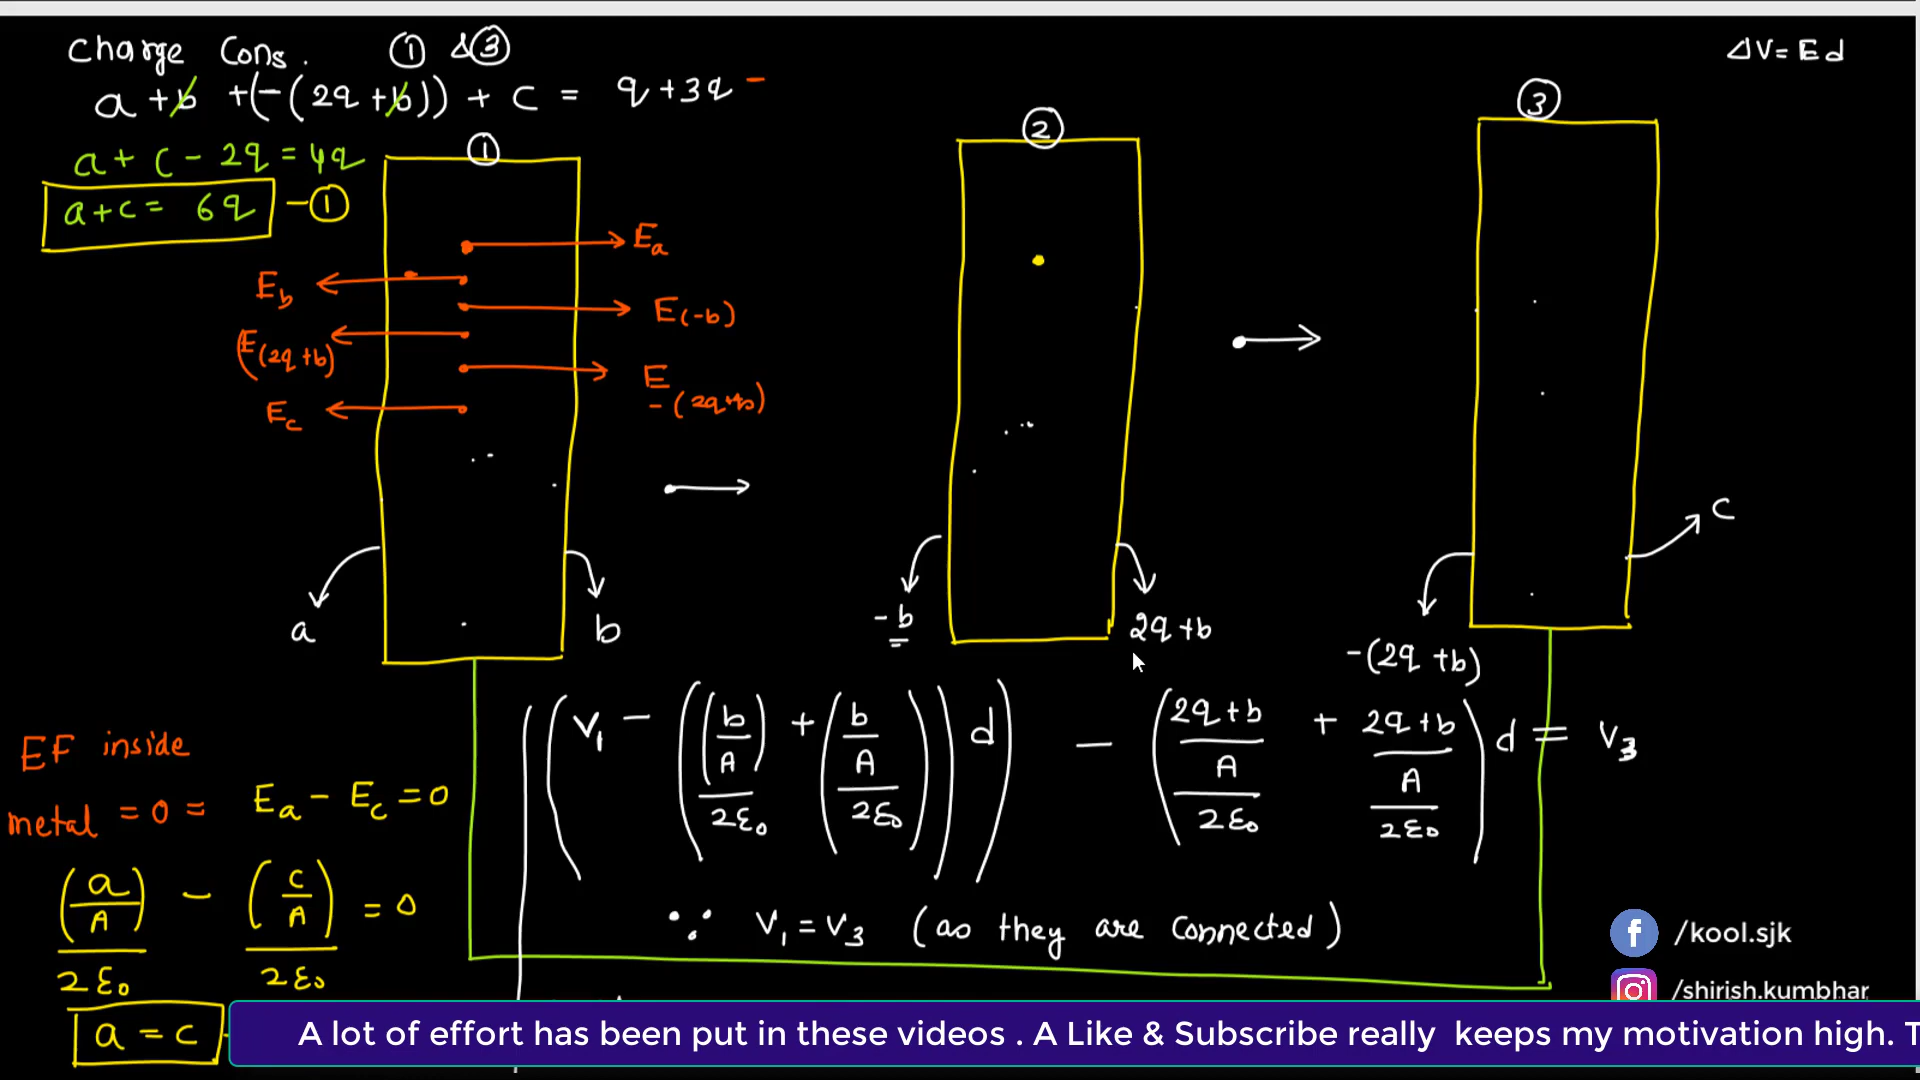 Charge Cons. ① & ③
a + b + (-(2q + b)) + c = q + 3q -
a + c - 2q = 4q
a + c = 6q - ①
ΔV = Ed
①
②
③
Ea
Eb
E(-b)
E(2q+b)
E-(2q+b)
Ec
a
b
-b
2q+b
-(2q+b)
c
((V₁ - ((b/A)/2ε₀ + (b/A)/2ε₀))d) - ((2q+b)/A/2ε₀ + (2q+b)/A/2ε₀)d = V₃
∵ V₁ = V₃ (as they are connected)
EF inside
metal = 0 = Ea - Ec = 0
(a/A)/2ε₀ - (c/A)/2ε₀ = 0
a = c
/kool.sjk
/shirish.kumbhar
A lot of effort has been put in these videos . A Like & Subscribe really keeps my motivation high. T